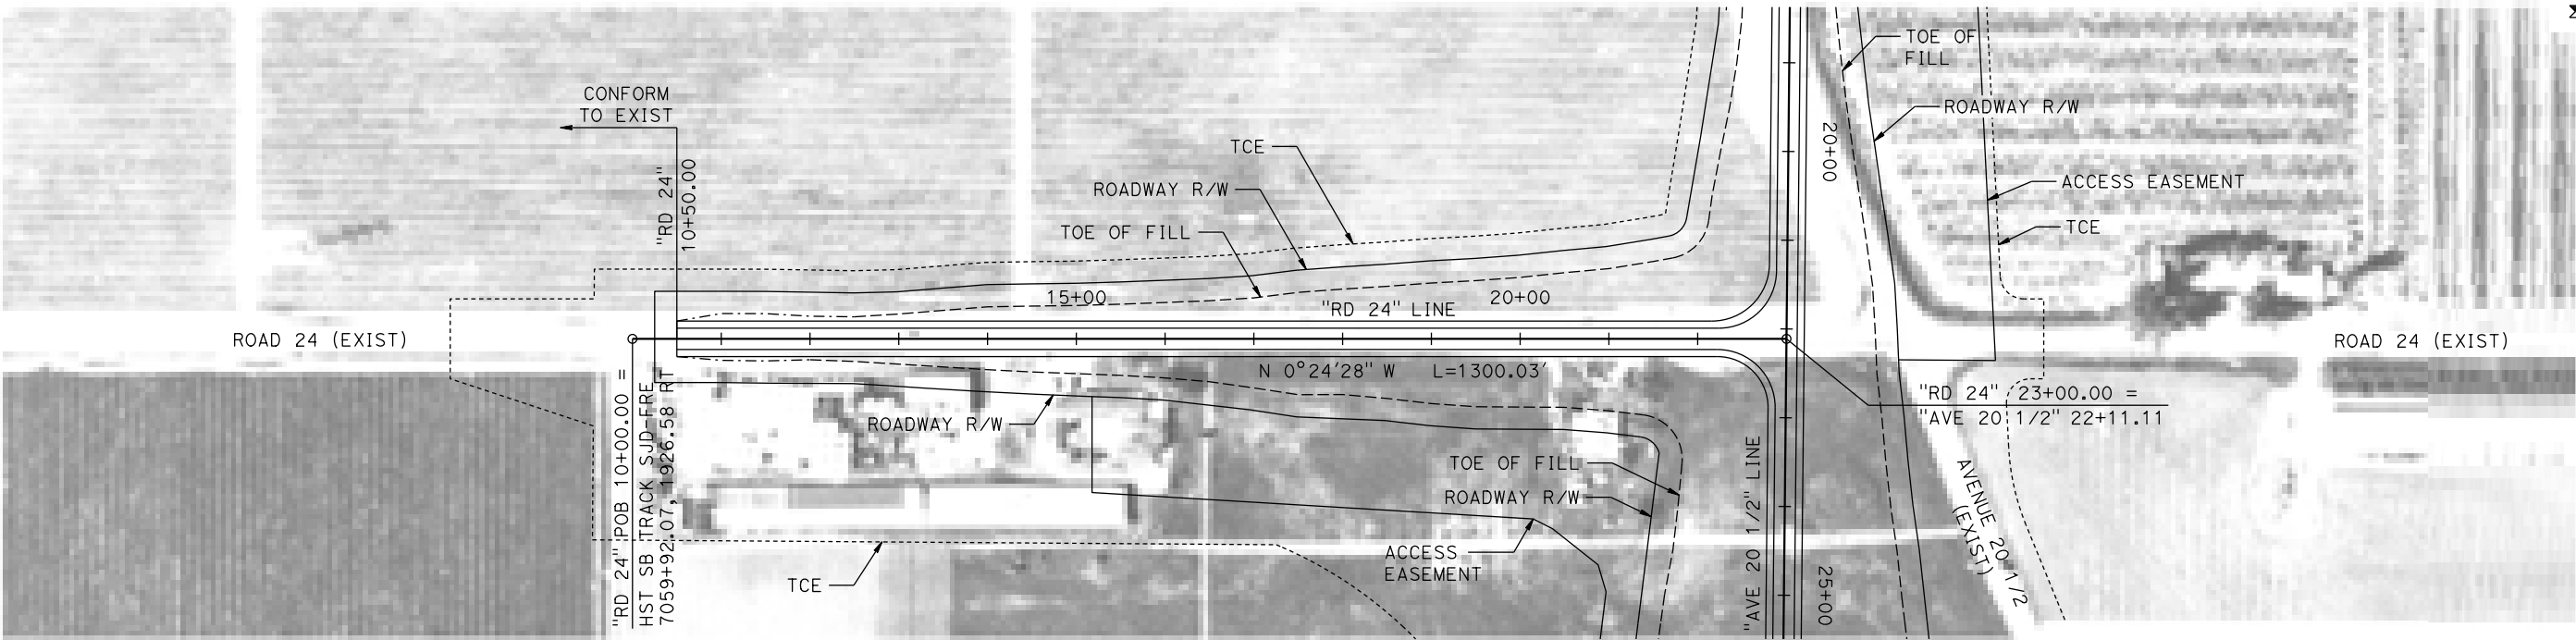 CONFORM
TO EXIST
"RD 24"
10+50.00
TCE
ROADWAY R/W
TOE OF FILL
15+00
20+00
"RD 24" LINE
ROAD 24 (EXIST)
N 0°24'28" W L=1300.03'
ROADWAY R/W
"RD 24" POB 10+00.00 =
HST SB TRACK SJD-FRE
7059+92.07, 1926.58 RT
TCE
TOE OF FILL
ROADWAY R/W
ACCESS
EASEMENT
"AVE 20 1/2" LINE
20+00
25+00
TOE OF
FILL
ROADWAY R/W
ACCESS EASEMENT
TCE
ROAD 24 (EXIST)
"RD 24" 23+00.00 =
"AVE 20 1/2" 22+11.11
AVENUE 20 1/2
(EXIST)